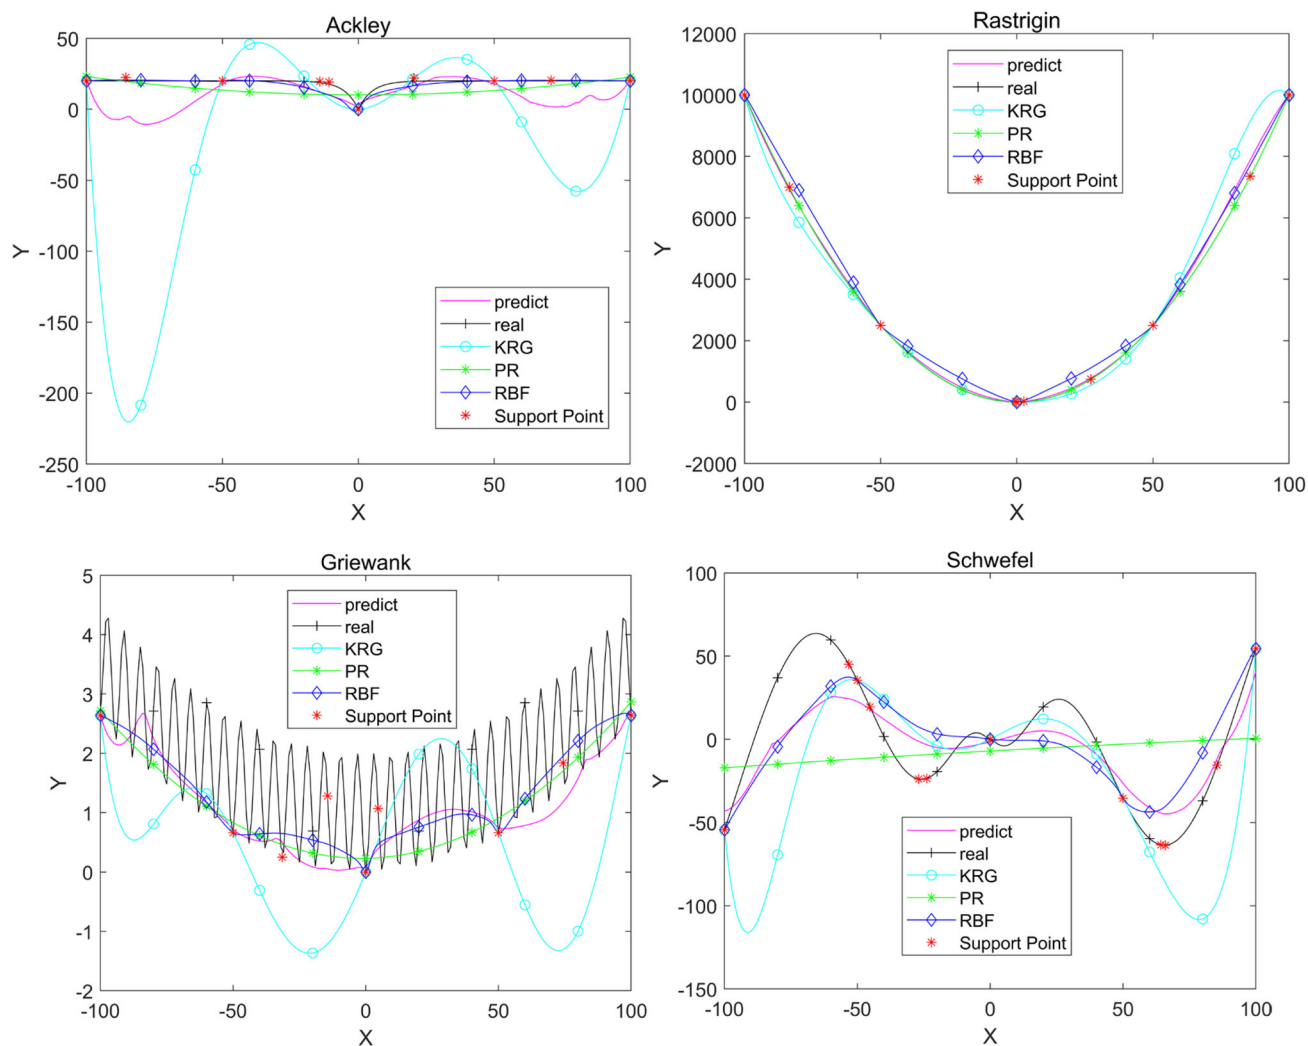 Ackley
50
0
-50
-100
-150
-200
-250
Y
-100
-50
0
50
100
X
predict
real
KRG
PR
RBF
Support Point
Rastrigin
12000
10000
8000
6000
4000
2000
0
-2000
Y
-100
-50
0
50
100
X
predict
real
KRG
PR
RBF
Support Point
Griewank
5
4
3
2
1
0
-1
-2
Y
-100
-50
0
50
100
X
predict
real
KRG
PR
RBF
Support Point
Schwefel
100
50
0
-50
-100
-150
Y
-100
-50
0
50
100
X
predict
real
KRG
PR
RBF
Support Point